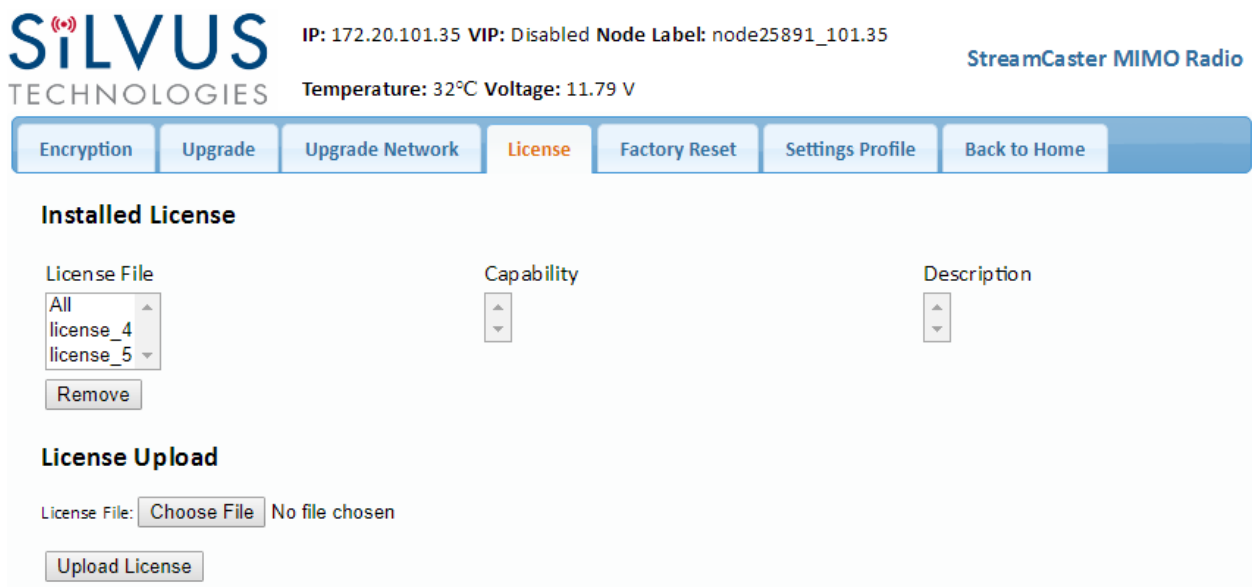 SiLVUS
TECHNOLOGIES
IP: 172.20.101.35 VIP: Disabled Node Label: node25891_101.35
Temperature: 32°C Voltage: 11.79 V
StreamCaster MIMO Radio
Encryption Upgrade Upgrade Network License Factory Reset Settings Profile Back to Home
Installed License
License File Capability Description
All
license_4
license_5
Remove
License Upload
License File: Choose File No file chosen
Upload License